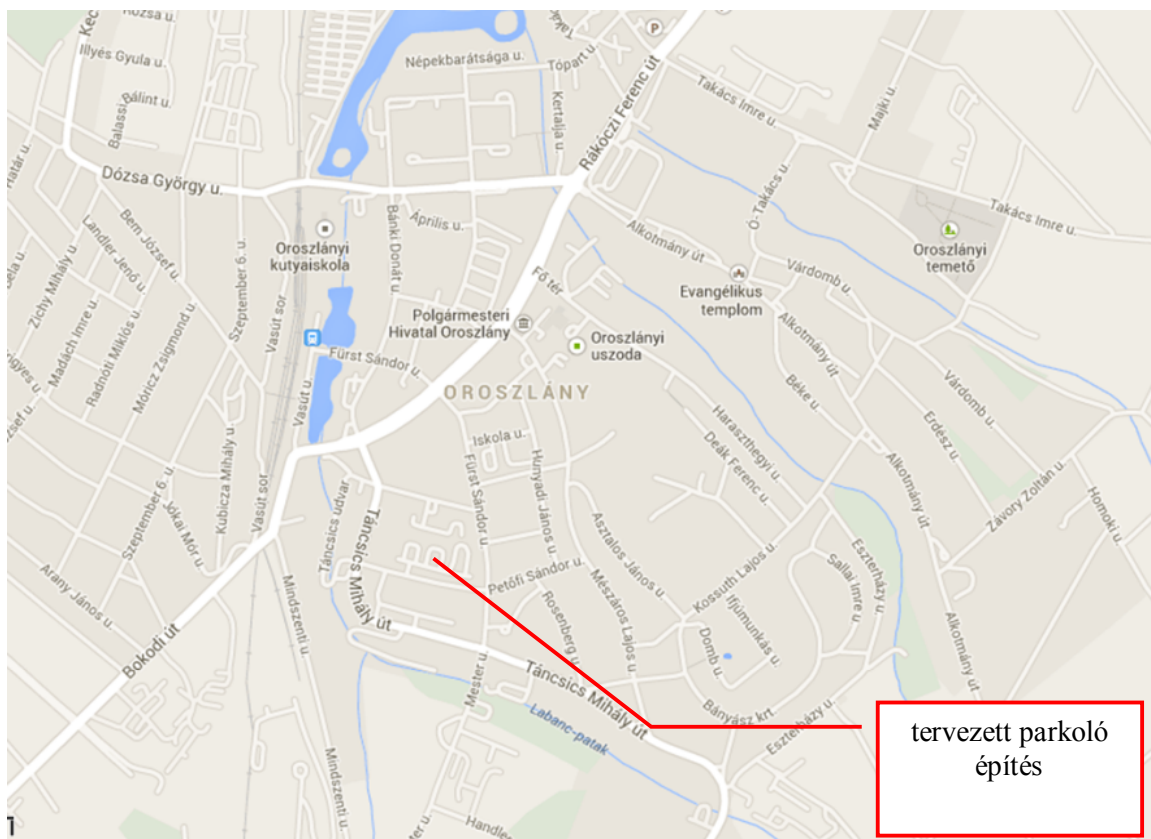 Rózsa u.
Kec
Illyés Gyula u.
Bálint u.
Balassi
Népekbarátsága u.
Tópart u.
Kertalja u.
P
Rákóczi Ferenc út
Takács Imre u.
Majki u.
Takács Imre u.
Ó-Takács u.
Oroszlányi
temető
Határ u.
Dózsa György u.
Április u.
Bánki Donát u.
Alkotmány út
Várdomb u.
Evangélikus
templom
Oroszlányi
kutyaiskola
Fő tér
Polgármesteri
Hivatal Oroszlány
Oroszlányi
uszoda
Bem József u.
Landler Jenő u.
Zichy Mihály u.
Madách Imre u.
Radnóti Miklós u.
Móricz Zsigmond u.
Szeptember 6. u.
Vasút sor
Vasút u.
Fürst Sándor u.
OROSZLÁNY
Alkotmány út
Béke u.
Várdomb u.
Erdész u.
Haraszthegyi u.
Deák Ferenc u.
Iskola u.
Hunyadi János u.
Fürst Sándor u.
Kubicza Mihály u.
Vasút sor
Szeptember 6. u.
Jókai Mór u.
Arany János u.
Bokodi út
Mindszenti u.
Mindszenti u.
Táncsics udvar
Táncsics Mihály út
Petőfi Sándor u.
Asztalos János u.
Mészáros Lajos u.
Rosenberg u.
Kossuth Lajos u.
Ifjúmunkás u.
Domb u.
Bányász krt.
Sallai Imre u.
Eszterházy u.
Eszterházy u.
Alkotmány út
Alkotmány út
Závory Zoltán u.
Homoki u.
Mester u.
Táncsics Mihály út
Labanc-patak
Handler
tervezett parkoló
építés